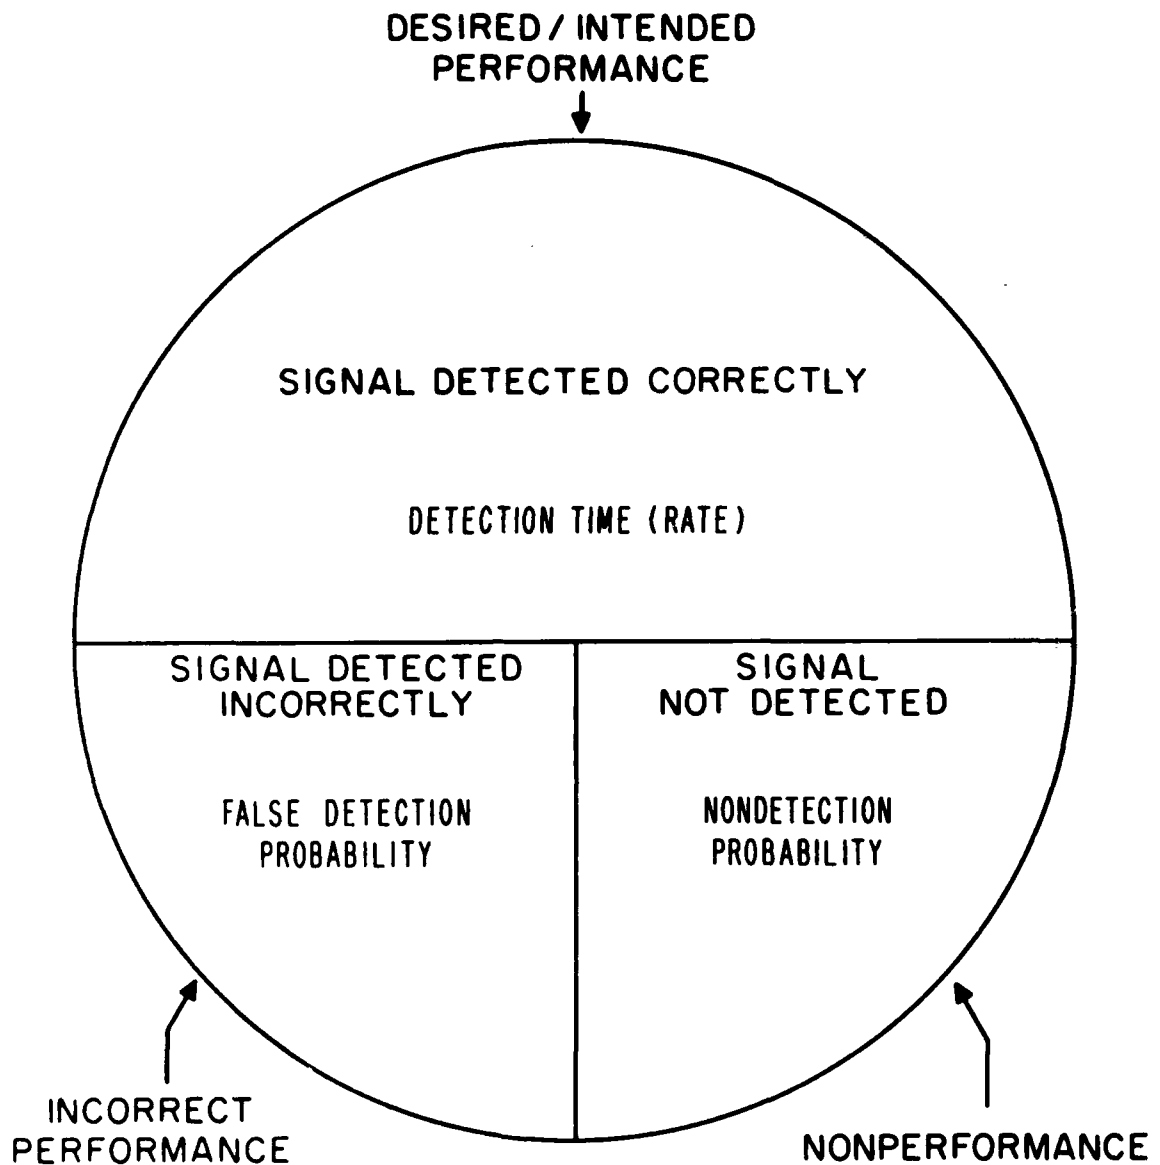 DESIRED / INTENDED
PERFORMANCE
SIGNAL DETECTED CORRECTLY
DETECTION TIME (RATE)
SIGNAL DETECTED
INCORRECTLY
FALSE DETECTION
PROBABILITY
SIGNAL
NOT DETECTED
NONDETECTION
PROBABILITY
INCORRECT
PERFORMANCE
NONPERFORMANCE